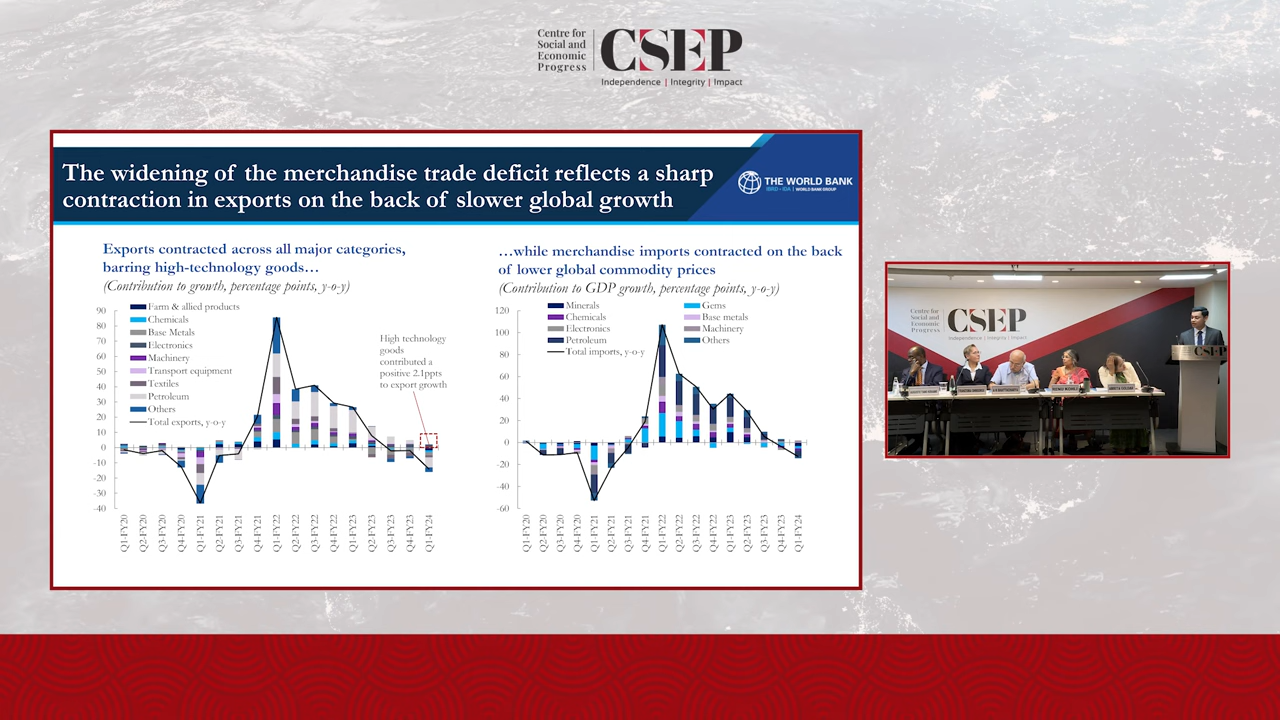 Centre for
Social and
Economic
Progress
CSEP
Independence | Integrity | Impact
The widening of the merchandise trade deficit reflects a sharp
contraction in exports on the back of slower global growth
THE WORLD BANK
IBRD • IDA | WORLD BANK GROUP
Exports contracted across all major categories,
barring high-technology goods…
(Contribution to growth, percentage points, y-o-y)
90
80
70
60
50
40
30
20
10
0
-10
-20
-30
-40
Farm & allied products
Chemicals
Base Metals
Electronics
Machinery
Transport equipment
Textiles
Petroleum
Others
Total exports, y-o-y
High technology
goods
contributed a
positive 2.1ppts
to export growth
Q1-FY20
Q2-FY20
Q3-FY20
Q4-FY20
Q1-FY21
Q2-FY21
Q3-FY21
Q4-FY21
Q1-FY22
Q2-FY22
Q3-FY22
Q4-FY22
Q1-FY23
Q2-FY23
Q3-FY23
Q4-FY23
Q1-FY24
…while merchandise imports contracted on the back
of lower global commodity prices
(Contribution to GDP growth, percentage points, y-o-y)
120
100
80
60
40
20
0
-20
-40
-60
Minerals
Gems
Chemicals
Base metals
Electronics
Machinery
Petroleum
Others
Total imports, y-o-y
Q1-FY20
Q2-FY20
Q3-FY20
Q4-FY20
Q1-FY21
Q2-FY21
Q3-FY21
Q4-FY21
Q1-FY22
Q2-FY22
Q3-FY22
Q4-FY22
Q1-FY23
Q2-FY23
Q3-FY23
Q4-FY23
Q1-FY24
Centre for
Social and
Economic
Progress
CSEP
Independence | Integrity | Impact
CSEP